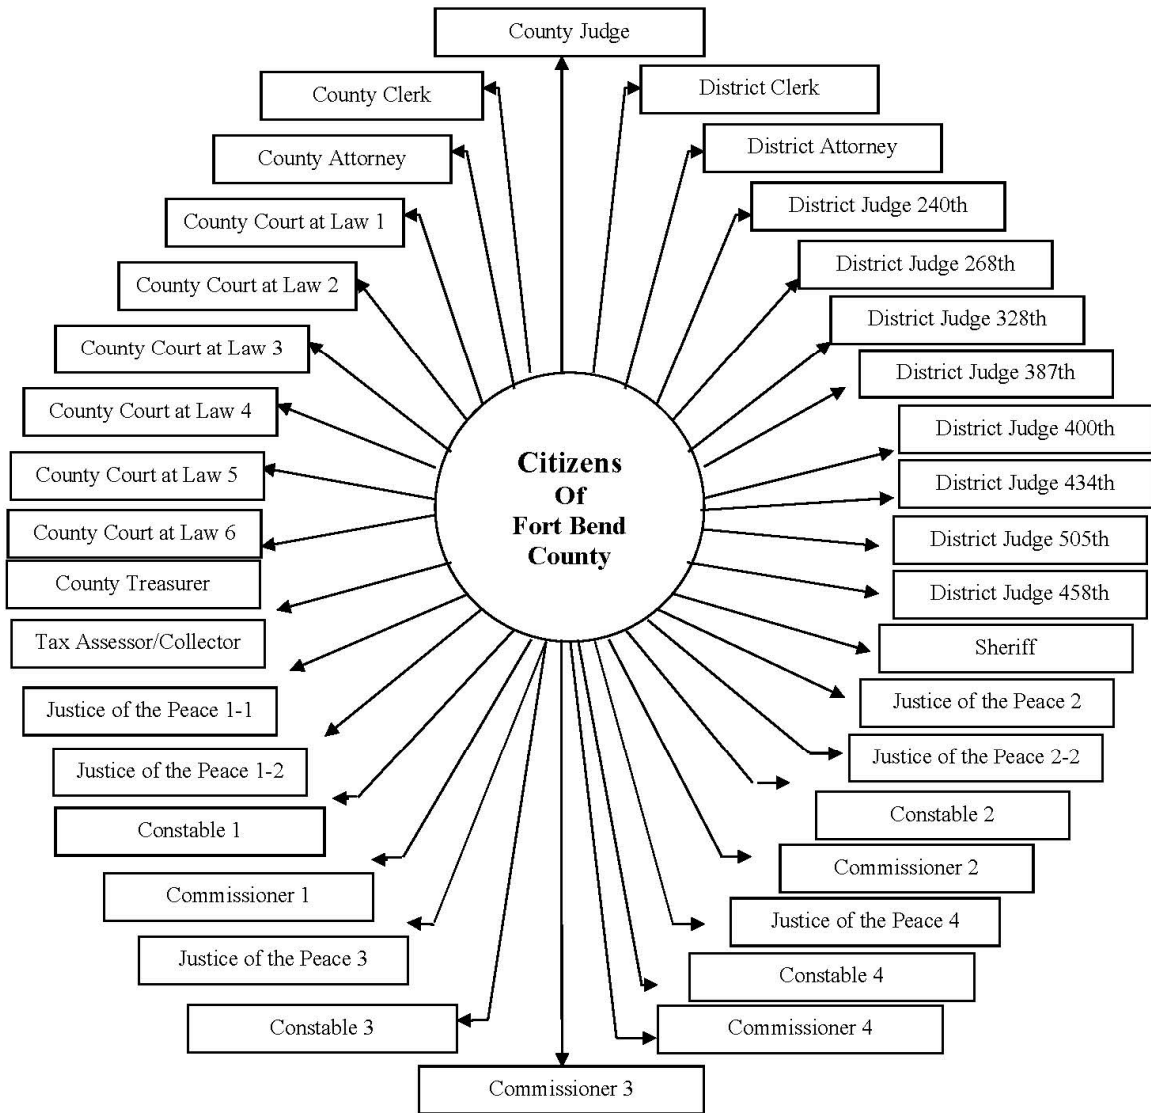 County Judge
County Clerk
District Clerk
County Attorney
District Attorney
County Court at Law 1
District Judge 240th
County Court at Law 2
District Judge 268th
County Court at Law 3
District Judge 328th
County Court at Law 4
District Judge 387th
County Court at Law 5
District Judge 400th
County Court at Law 6
District Judge 434th
Citizens
Of
Fort Bend
County
County Treasurer
District Judge 505th
Tax Assessor/Collector
District Judge 458th
Justice of the Peace 1-1
Sheriff
Justice of the Peace 1-2
Justice of the Peace 2
Constable 1
Justice of the Peace 2-2
Commissioner 1
Constable 2
Justice of the Peace 3
Commissioner 2
Constable 3
Justice of the Peace 4
Constable 4
Commissioner 4
Commissioner 3